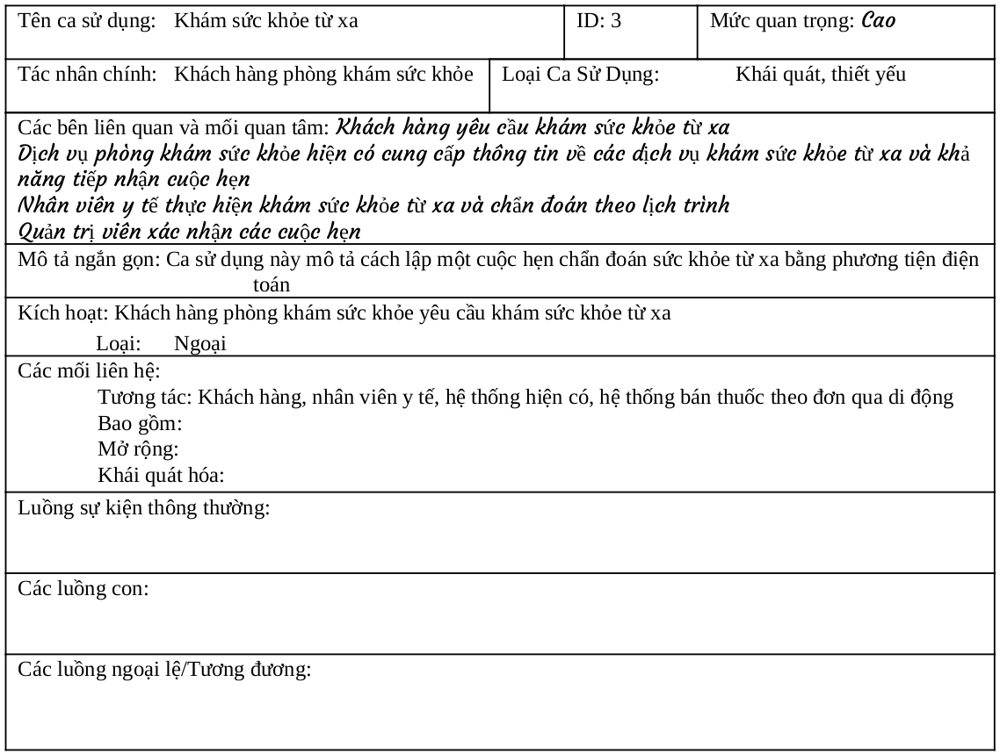 Tên ca sử dụng: Khám sức khỏe từ xa ID: 3 Mức quan trọng: Cao
Tác nhân chính: Khách hàng phòng khám sức khỏe Loại Ca Sử Dụng: Khái quát, thiết yếu
Các bên liên quan và mối quan tâm: Khách hàng yêu cầu khám sức khỏe từ xa
Dịch vụ phòng khám sức khỏe hiện có cung cấp thông tin về các dịch vụ khám sức khỏe từ xa và khả
năng tiếp nhận cuộc hẹn
Nhân viên y tế thực hiện khám sức khỏe từ xa và chẩn đoán theo lịch trình
Quản trị viên xác nhận các cuộc hẹn
Mô tả ngắn gọn: Ca sử dụng này mô tả cách lập một cuộc hẹn chẩn đoán sức khỏe từ xa bằng phương tiện điện
toán
Kích hoạt: Khách hàng phòng khám sức khỏe yêu cầu khám sức khỏe từ xa
Loại: Ngoại
Các mối liên hệ:
Tương tác: Khách hàng, nhân viên y tế, hệ thống hiện có, hệ thống bán thuốc theo đơn qua di động
Bao gồm:
Mở rộng:
Khái quát hóa:
Luồng sự kiện thông thường:
Các luồng con:
Các luồng ngoại lệ/Tương đương: